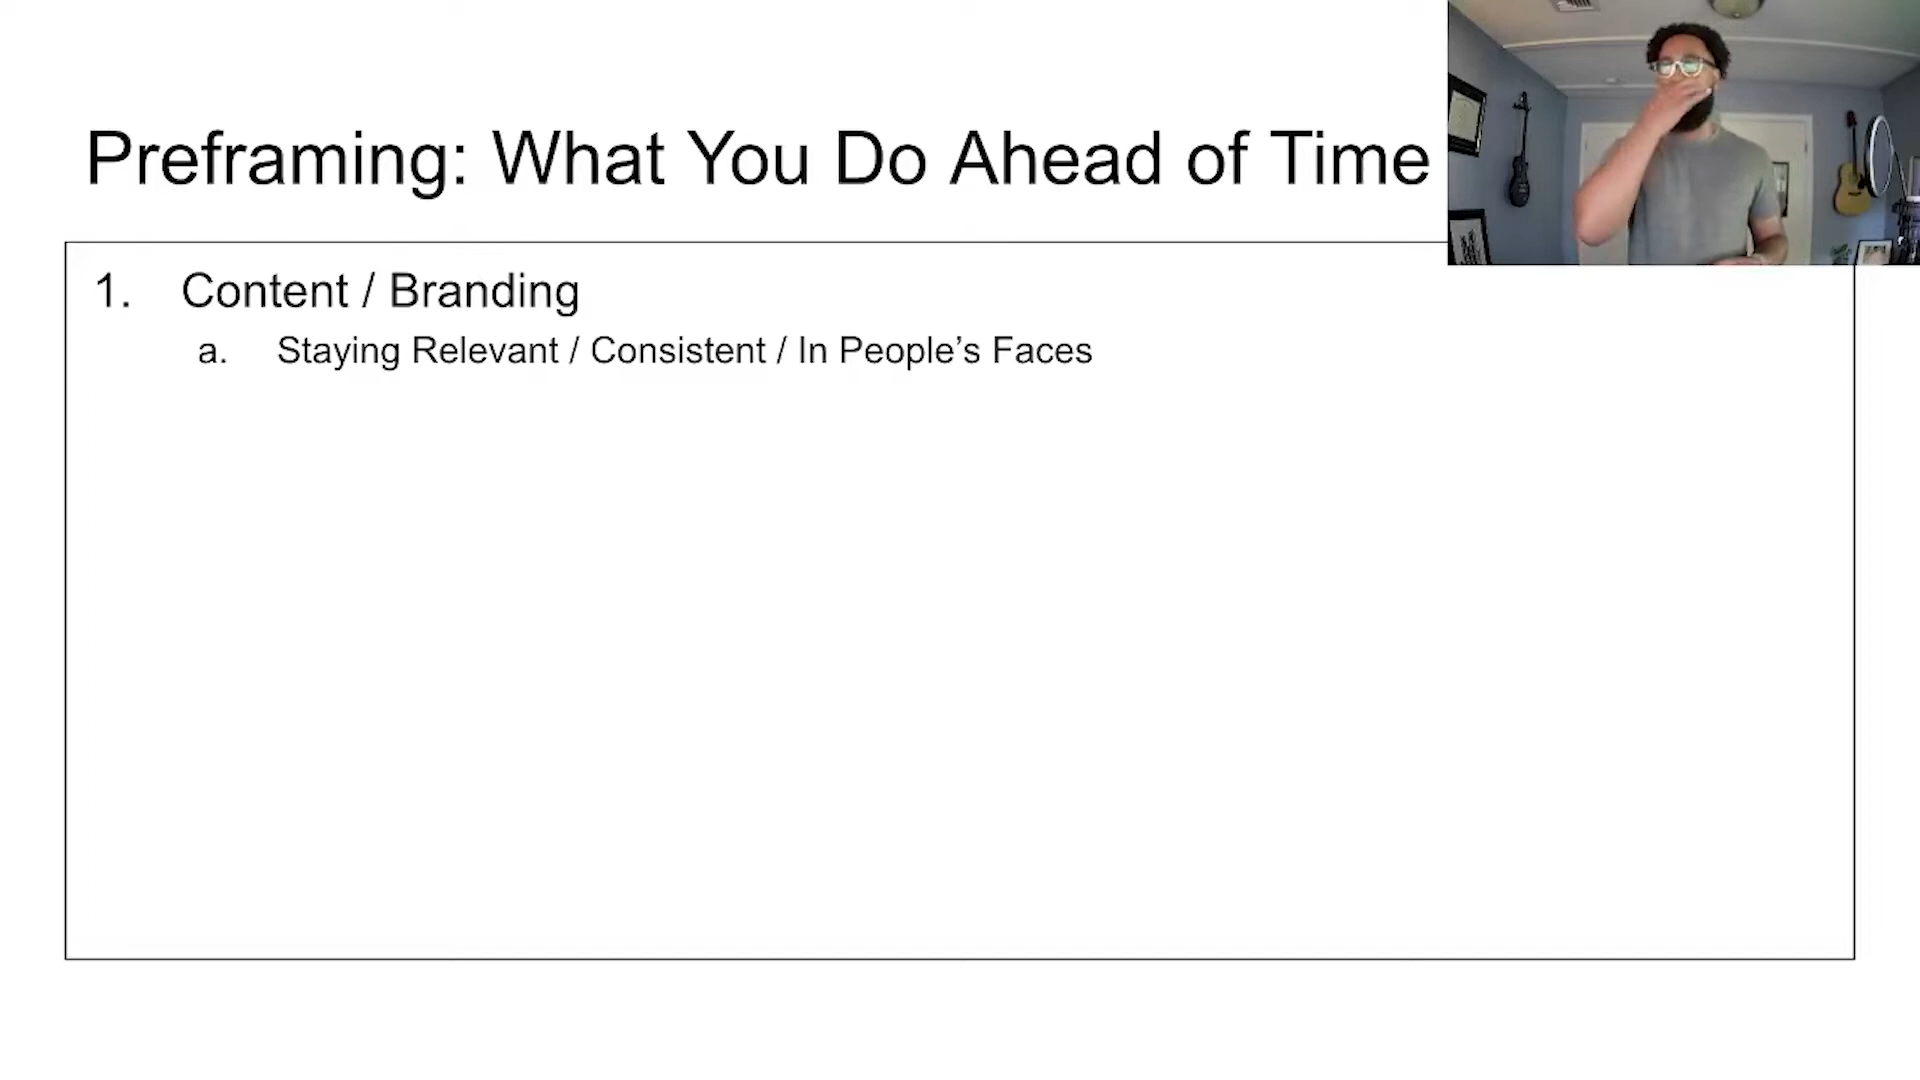 Preframing: What You Do Ahead of Time
1. Content / Branding
a. Staying Relevant / Consistent / In People’s Faces